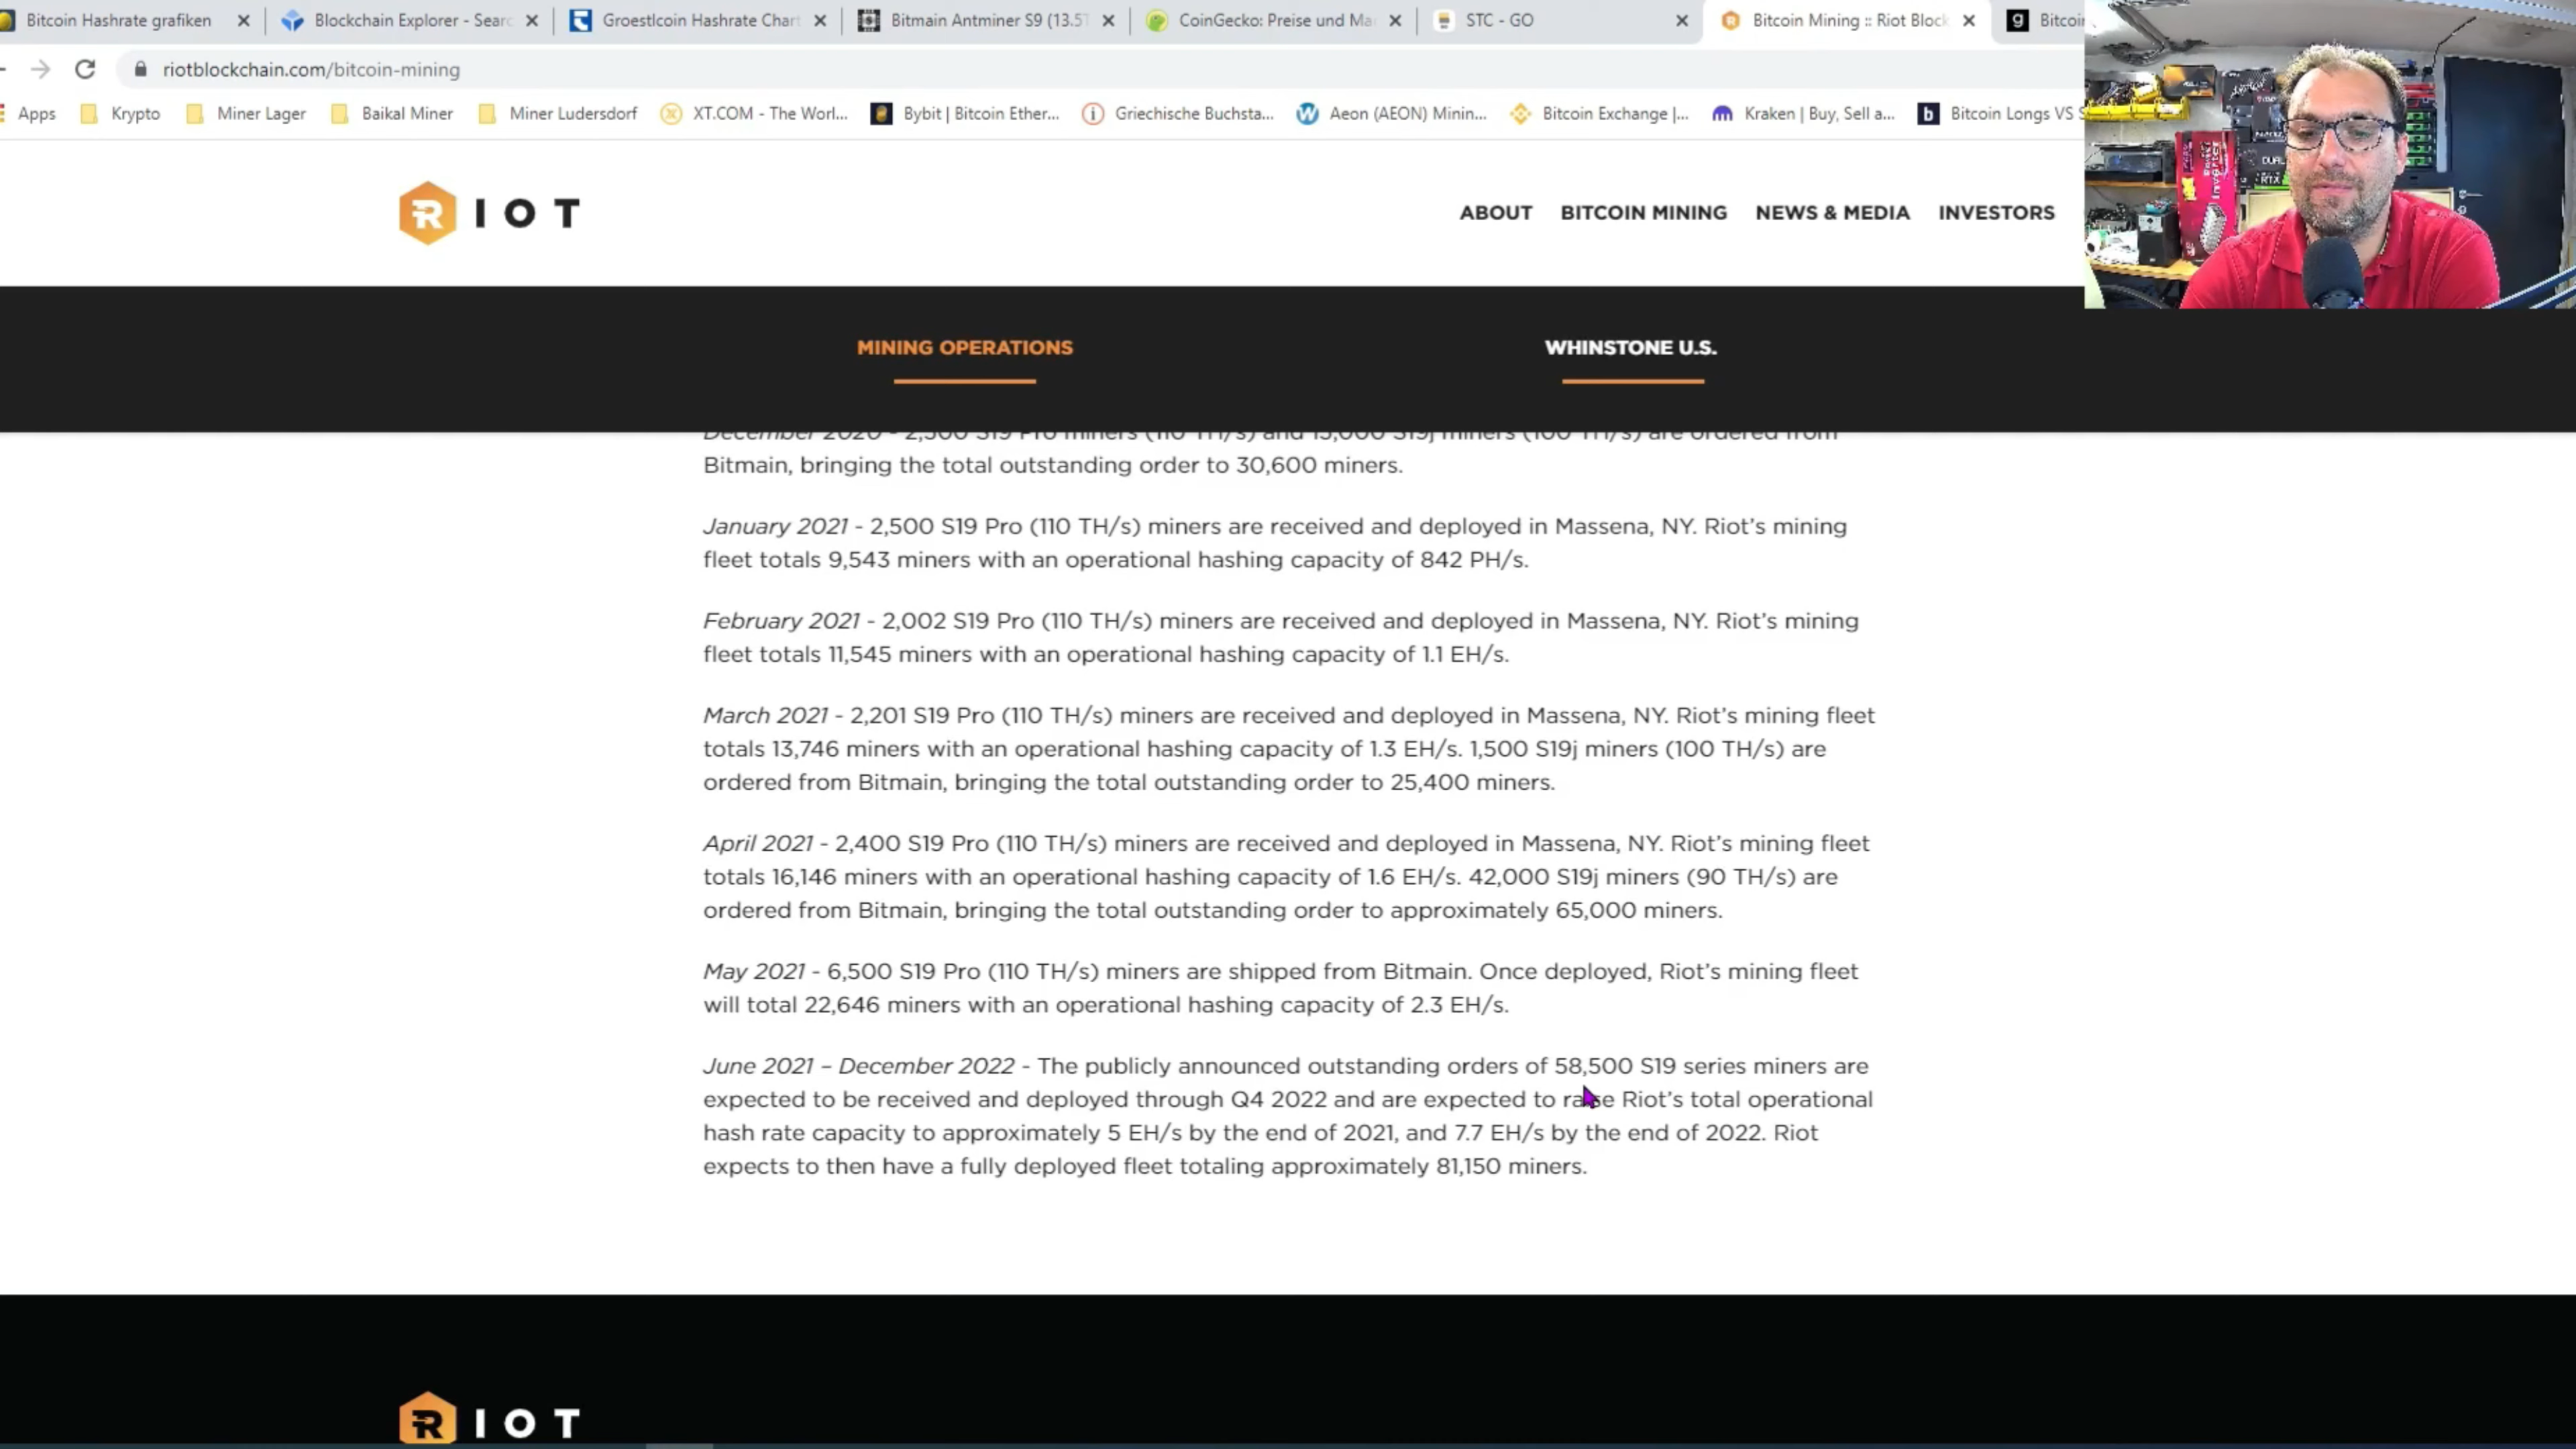 Bitcoin Hashrate grafiken
Blockchain Explorer - Searc
Groestlcoin Hashrate Chart
Bitmain Antminer S9 (13.5T
CoinGecko: Preise und Ma
STC - GO
Bitcoin Mining :: Riot Block
Bitcoi
riotblockchain.com/bitcoin-mining
Apps
Krypto
Miner Lager
Baikal Miner
Miner Ludersdorf
XT.COM - The Worl...
Bybit | Bitcoin Ether...
Griechische Buchsta...
Aeon (AEON) Minin...
Bitcoin Exchange |...
Kraken | Buy, Sell a...
Bitcoin Longs VS S
RIOT
ABOUT
BITCOIN MINING
NEWS & MEDIA
INVESTORS
MINING OPERATIONS
WHINSTONE U.S.
December 2020 - 2,500 S19 Pro miners (110 TH/s) and 15,000 S19j miners (100 TH/s) are ordered from
Bitmain, bringing the total outstanding order to 30,600 miners.
January 2021 - 2,500 S19 Pro (110 TH/s) miners are received and deployed in Massena, NY. Riot's mining
fleet totals 9,543 miners with an operational hashing capacity of 842 PH/s.
February 2021 - 2,002 S19 Pro (110 TH/s) miners are received and deployed in Massena, NY. Riot's mining
fleet totals 11,545 miners with an operational hashing capacity of 1.1 EH/s.
March 2021 - 2,201 S19 Pro (110 TH/s) miners are received and deployed in Massena, NY. Riot's mining fleet
totals 13,746 miners with an operational hashing capacity of 1.3 EH/s. 1,500 S19j miners (100 TH/s) are
ordered from Bitmain, bringing the total outstanding order to 25,400 miners.
April 2021 - 2,400 S19 Pro (110 TH/s) miners are received and deployed in Massena, NY. Riot's mining fleet
totals 16,146 miners with an operational hashing capacity of 1.6 EH/s. 42,000 S19j miners (90 TH/s) are
ordered from Bitmain, bringing the total outstanding order to approximately 65,000 miners.
May 2021 - 6,500 S19 Pro (110 TH/s) miners are shipped from Bitmain. Once deployed, Riot's mining fleet
will total 22,646 miners with an operational hashing capacity of 2.3 EH/s.
June 2021 – December 2022 - The publicly announced outstanding orders of 58,500 S19 series miners are
expected to be received and deployed through Q4 2022 and are expected to raise Riot's total operational
hash rate capacity to approximately 5 EH/s by the end of 2021, and 7.7 EH/s by the end of 2022. Riot
expects to then have a fully deployed fleet totaling approximately 81,150 miners.
RIOT